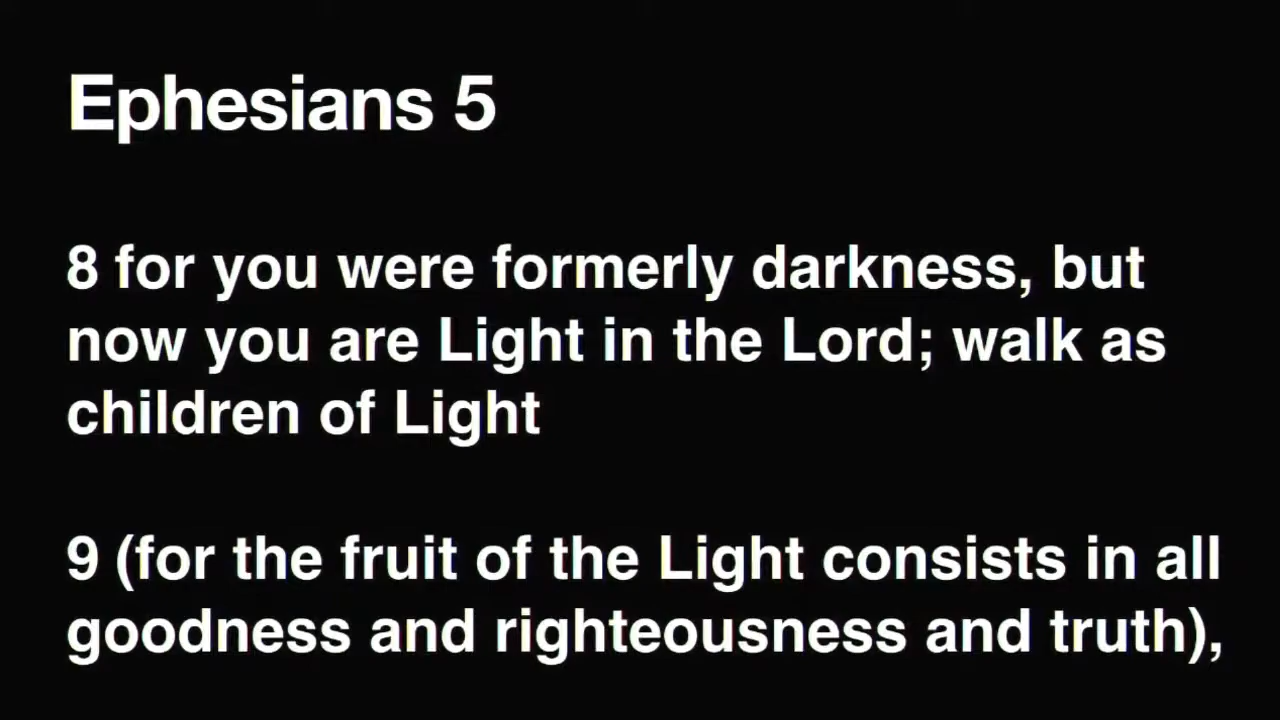 Ephesians 5
8 for you were formerly darkness, but
now you are Light in the Lord; walk as
children of Light
9 (for the fruit of the Light consists in all
goodness and righteousness and truth),